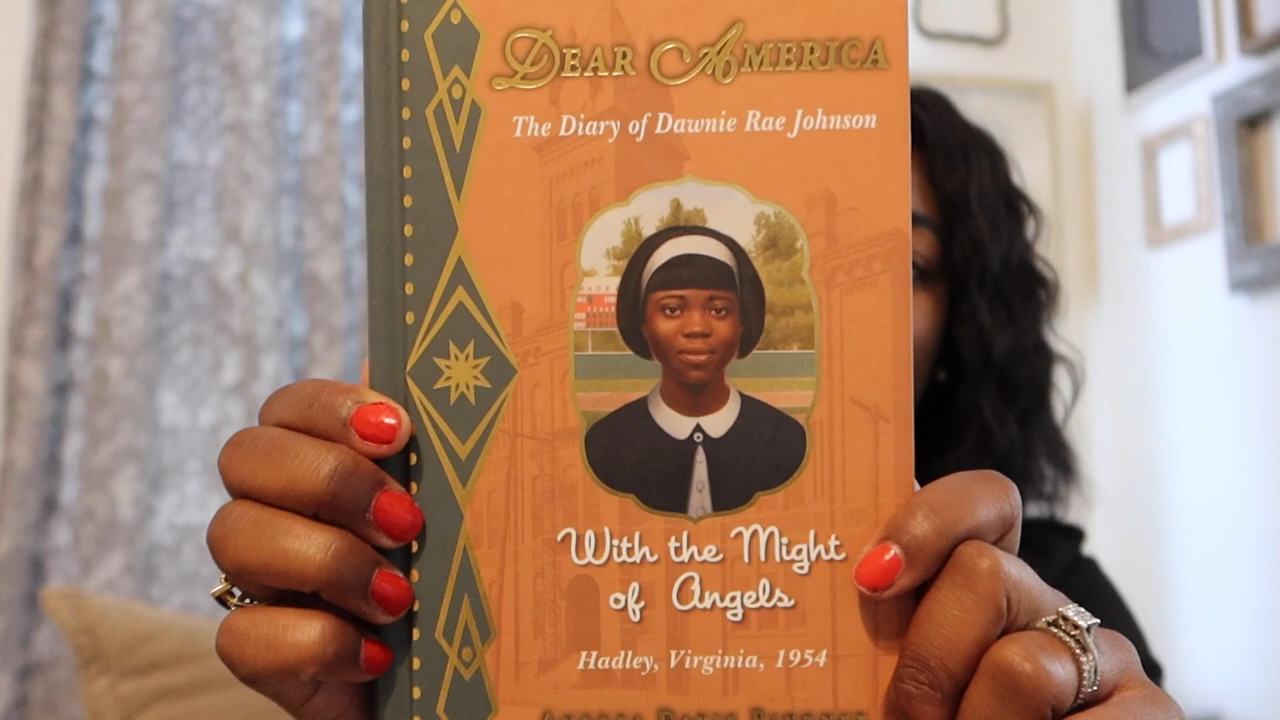 DEAR AMERICA
The Diary of Dawnie Rae Johnson
With the Might
of Angels
Hadley, Virginia, 1954